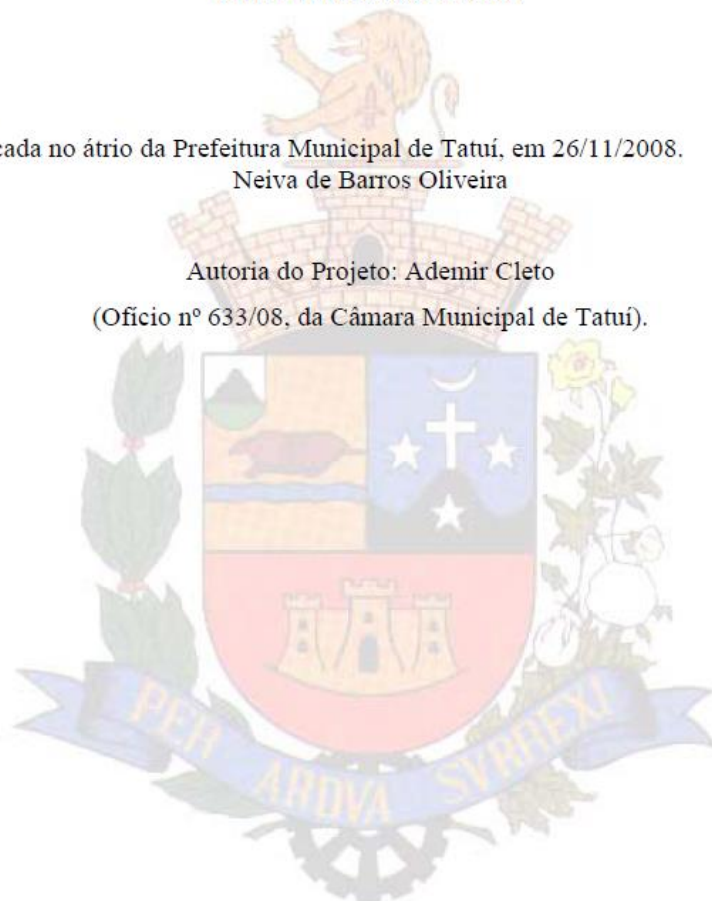 cada no átrio da Prefeitura Municipal de Tatuí, em 26/11/2008.
Neiva de Barros Oliveira
Autoria do Projeto: Ademir Cleto
(Ofício nº 633/08, da Câmara Municipal de Tatuí).
PER ARDVA SVRREXI